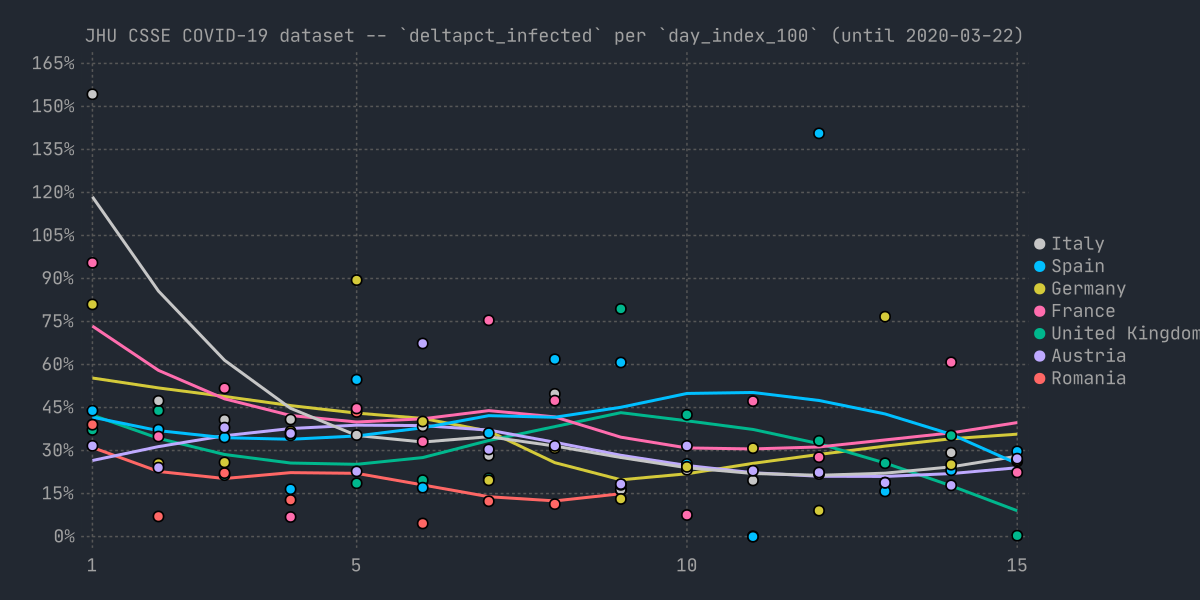 JHU CSSE COVID-19 dataset -- `deltapct_infected` per `day_index_100` (until 2020-03-22)
165%
150%
135%
120%
105%
90%
75%
60%
45%
30%
15%
0%
1 5 10 15
Italy
Spain
Germany
France
United Kingdom
Austria
Romania